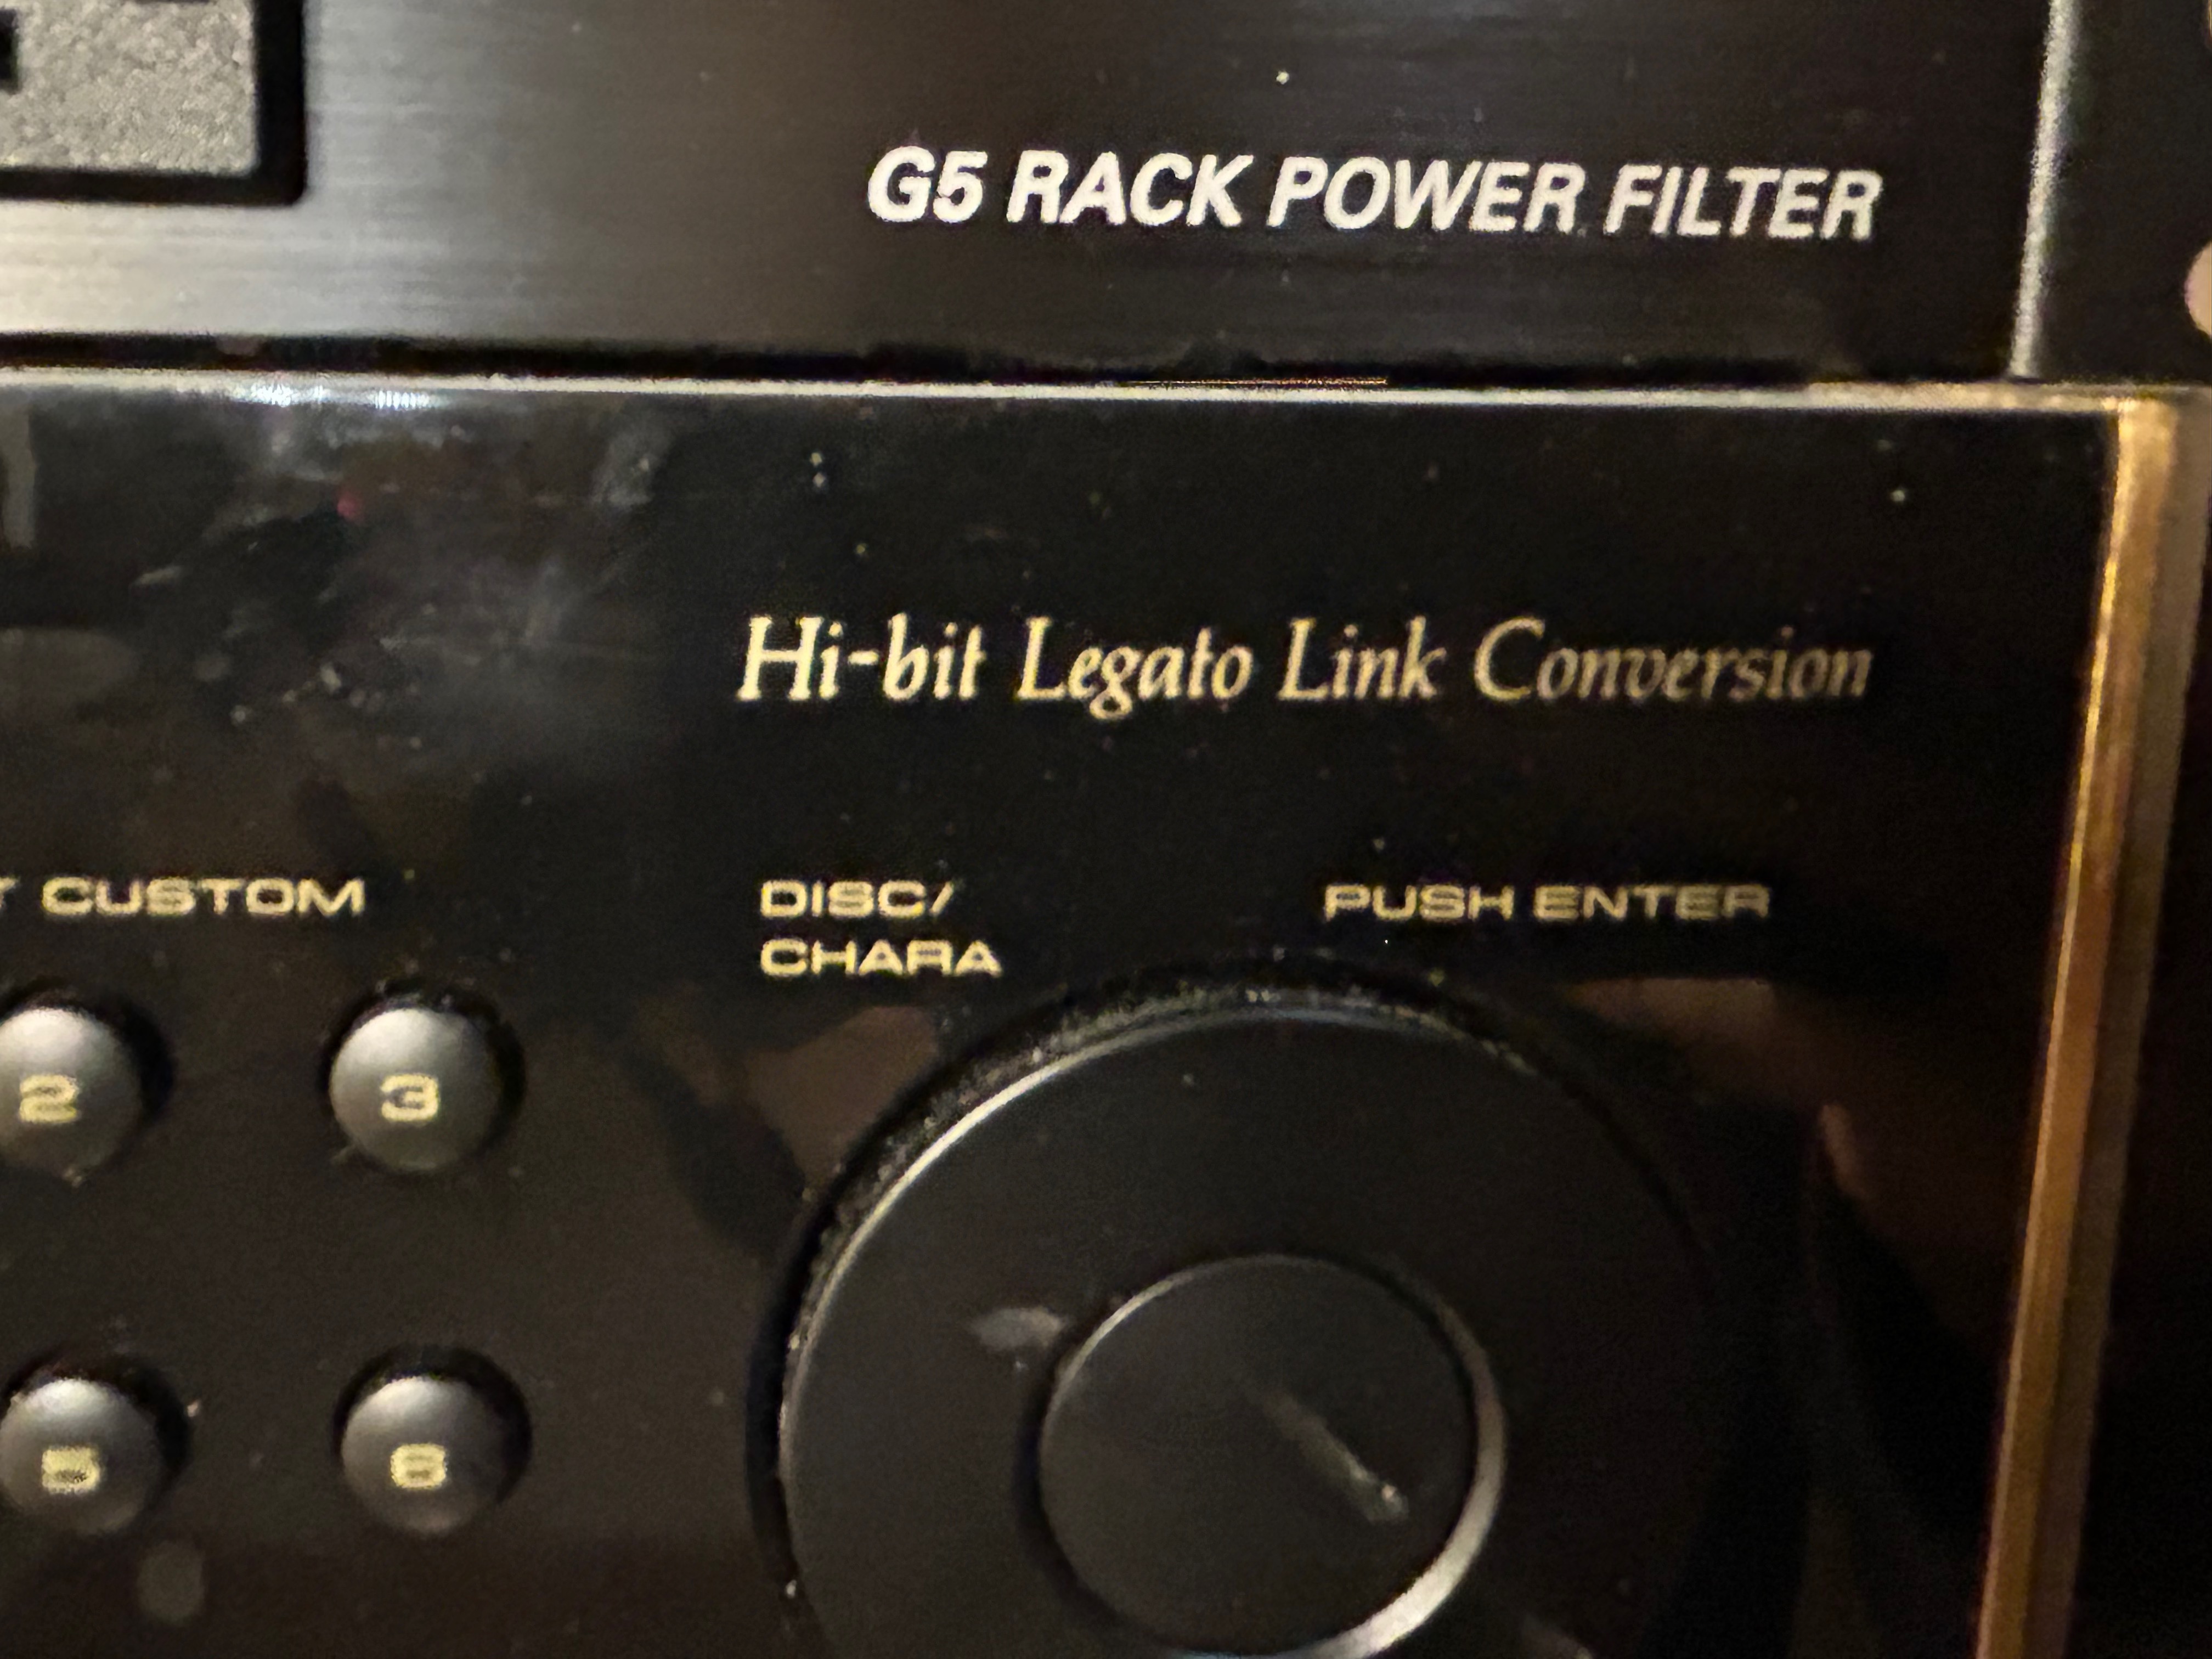 G5 RACK POWER FILTER
Hi-bit Legato Link Conversion
T CUSTOM
DISC/
CHARA
PUSH ENTER
2
3
5
6